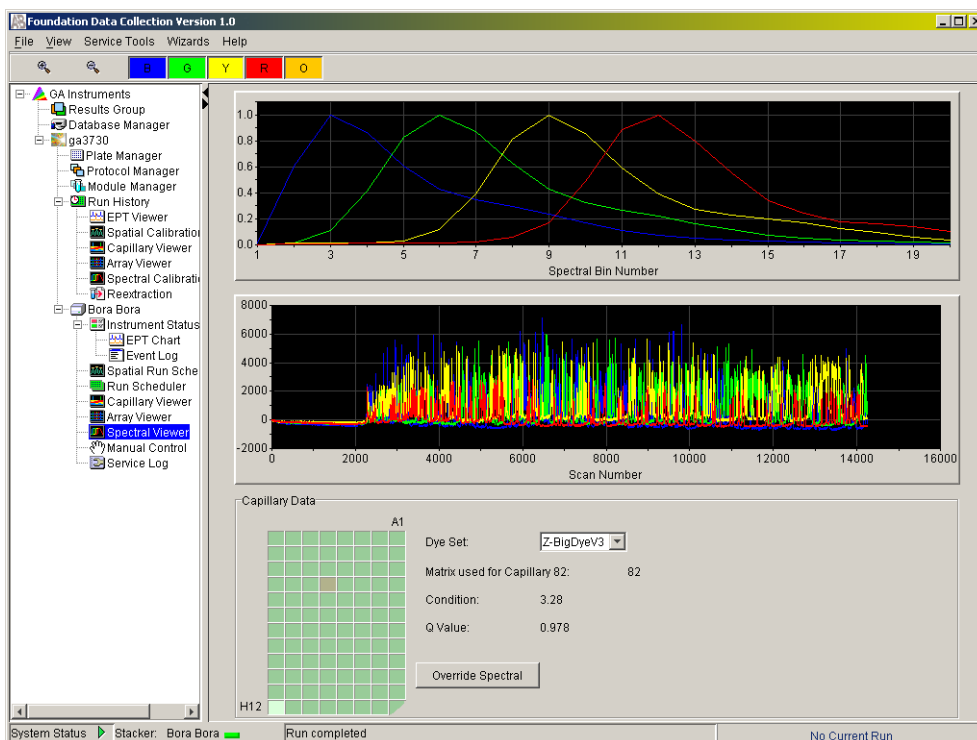 Foundation Data Collection Version 1.0
File View Service Tools Wizards Help
B G Y R O
GA Instruments
Results Group
Database Manager
ga3730
Plate Manager
Protocol Manager
Module Manager
Run History
EPT Viewer
Spatial Calibration
Capillary Viewer
Array Viewer
Spectral Calibrati
Reextraction
Bora Bora
Instrument Status
EPT Chart
Event Log
Spatial Run Sche
Run Scheduler
Capillary Viewer
Array Viewer
Spectral Viewer
Manual Control
Service Log
1.0
0.8
0.6
0.4
0.2
0.0
1 3 5 7 9 11 13 15 17 19
Spectral Bin Number
8000
6000
4000
2000
0
-2000
0 2000 4000 6000 8000 10000 12000 14000 16000
Scan Number
Capillary Data
A1
H12
Dye Set: Z-BigDyeV3
Matrix used for Capillary 82: 82
Condition: 3.28
Q Value: 0.978
Override Spectral
System Status Stacker: Bora Bora Run completed No Current Run